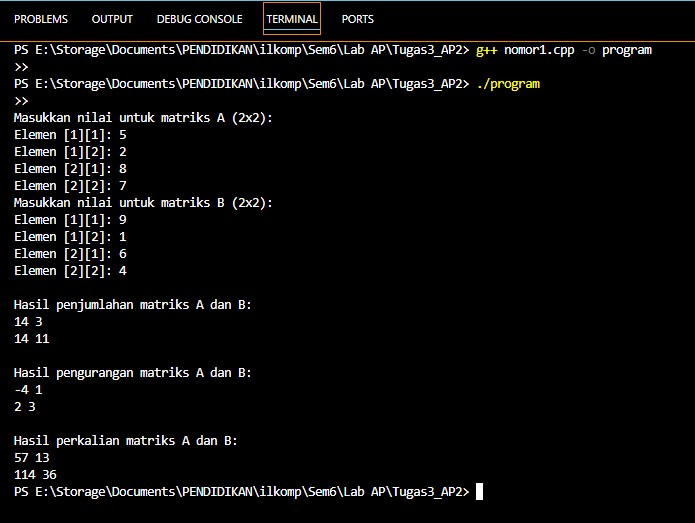 PROBLEMS OUTPUT DEBUG CONSOLE TERMINAL PORTS
PS E:\Storage\Documents\PENDIDIKAN\ilkomp\Sem6\Lab AP\Tugas3_AP2> g++ nomor1.cpp -o program
>>
PS E:\Storage\Documents\PENDIDIKAN\ilkomp\Sem6\Lab AP\Tugas3_AP2> ./program
>>
Masukkan nilai untuk matriks A (2x2):
Elemen [1][1]: 5
Elemen [1][2]: 2
Elemen [2][1]: 8
Elemen [2][2]: 7
Masukkan nilai untuk matriks B (2x2):
Elemen [1][1]: 9
Elemen [1][2]: 1
Elemen [2][1]: 6
Elemen [2][2]: 4
Hasil penjumlahan matriks A dan B:
14 3
14 11
Hasil pengurangan matriks A dan B:
-4 1
2 3
Hasil perkalian matriks A dan B:
57 13
114 36
PS E:\Storage\Documents\PENDIDIKAN\ilkomp\Sem6\Lab AP\Tugas3_AP2>